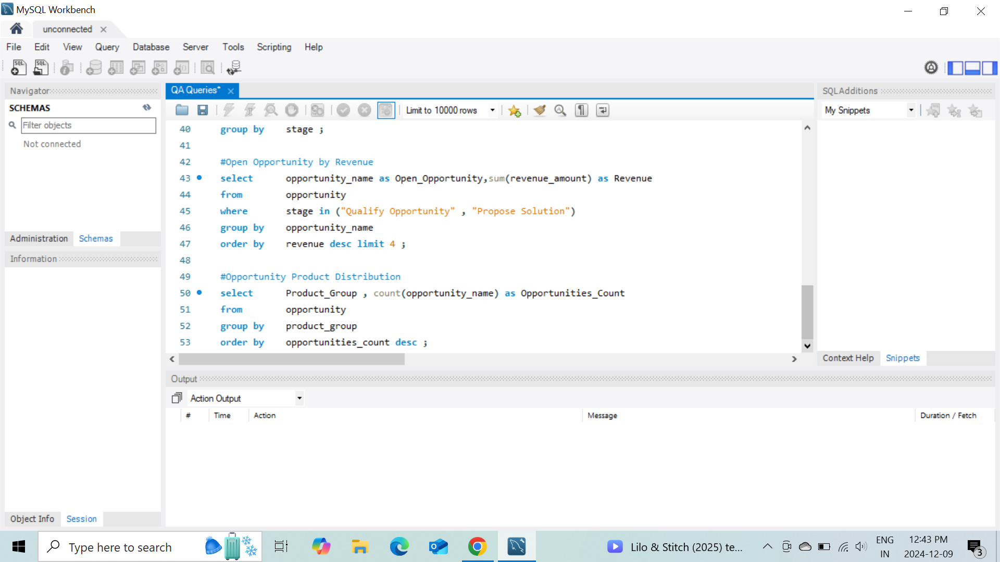 MySQL Workbench
unconnected
File Edit View Query Database Server Tools Scripting Help
Navigator
SCHEMAS
Filter objects
Not connected
Administration Schemas
Information
Object Info Session
QA Queries*
Limit to 10000 rows
40 group by stage ;
41
42 #Open Opportunity by Revenue
43 select opportunity_name as Open_Opportunity,sum(revenue_amount) as Revenue
44 from opportunity
45 where stage in ("Qualify Opportunity" , "Propose Solution")
46 group by opportunity_name
47 order by revenue desc limit 4 ;
48
49 #Opportunity Product Distribution
50 select Product_Group , count(opportunity_name) as Opportunities_Count
51 from opportunity
52 group by product_group
53 order by opportunities_count desc ;
SQLAdditions
My Snippets
Context Help Snippets
Output
Action Output
# Time Action Message Duration / Fetch
Type here to search
Lilo & Stitch (2025) te...
ENG
IN
12:43 PM
2024-12-09
3